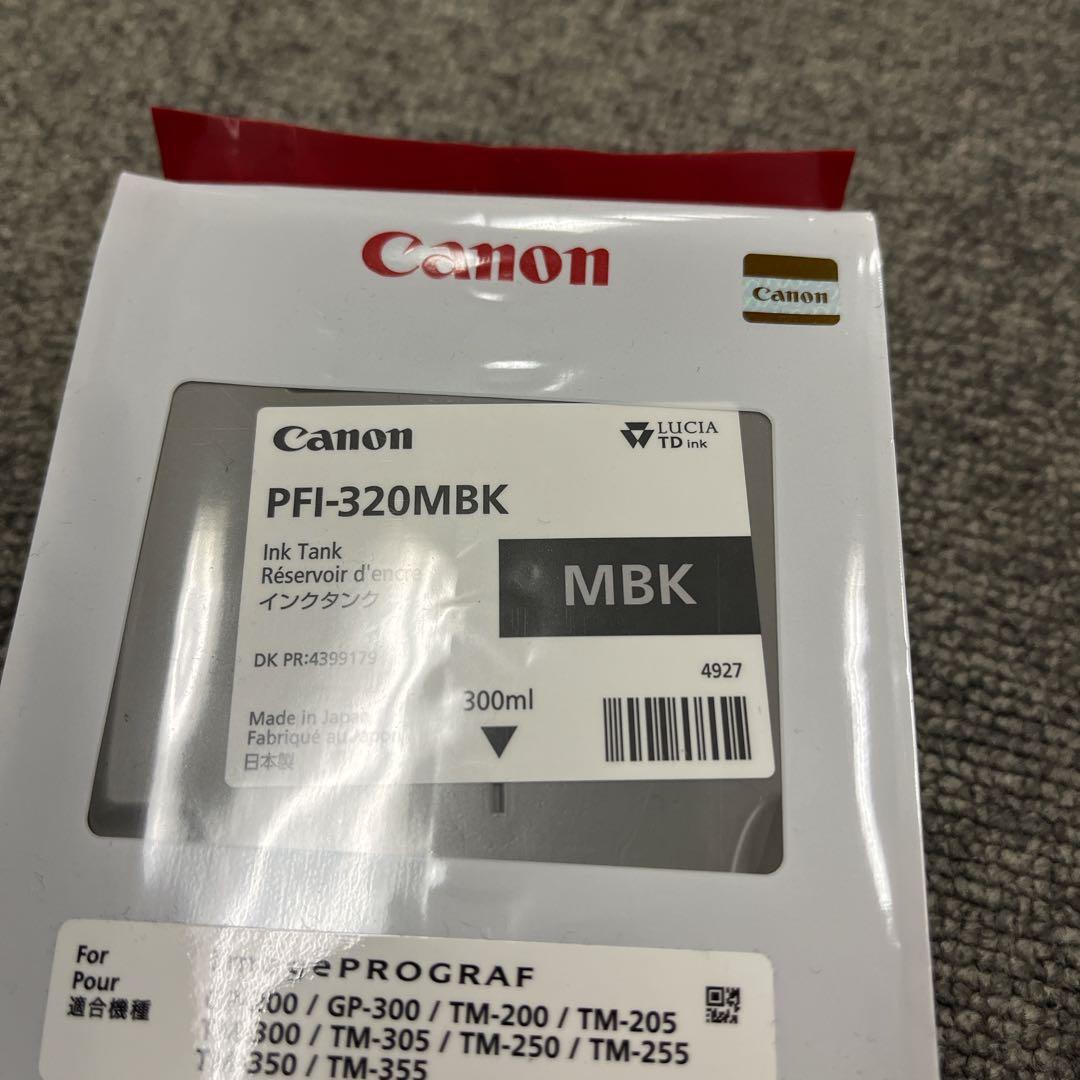 Canon
Canon
Canon
LUCIA
TD ink
PFI-320MBK
Ink Tank
Réservoir d'encre
インクタンク
MBK
DK PR:4399179
4927
300ml
Made in Japan
Fabriqué au Japon
日本製
For
Pour
適合機種
PROGRAF
/ GP-300 / TM-200 / TM-205
/ TM-305 / TM-250 / TM-255
/ TM-355